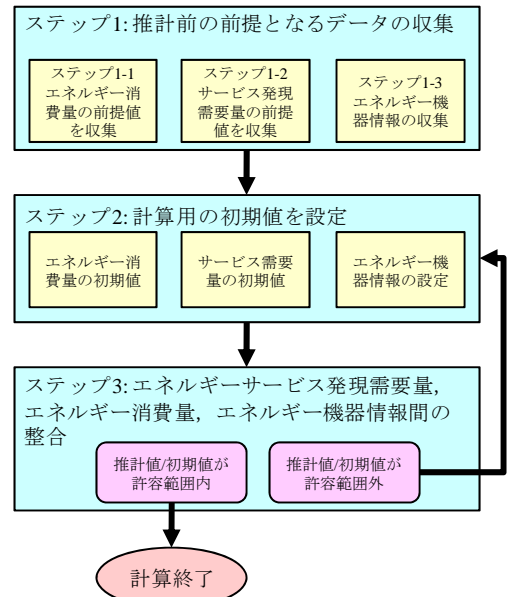 ステップ1:推計前の前提となるデータの収集
ステップ1-1
エネルギー消
費量の前提値
を収集
ステップ1-2
サービス発現
需要量の前提
値を収集
ステップ1-3
エネルギー機
器情報の収集
ステップ2:計算用の初期値を設定
エネルギー消
費量の初期値
サービス需要
量の初期値
エネルギー機
器情報の設定
ステップ3:エネルギーサービス発現需要量，
エネルギー消費量，エネルギー機器情報間の
整合
推計値/初期値が
許容範囲内
推計値/初期値が
許容範囲外
計算終了